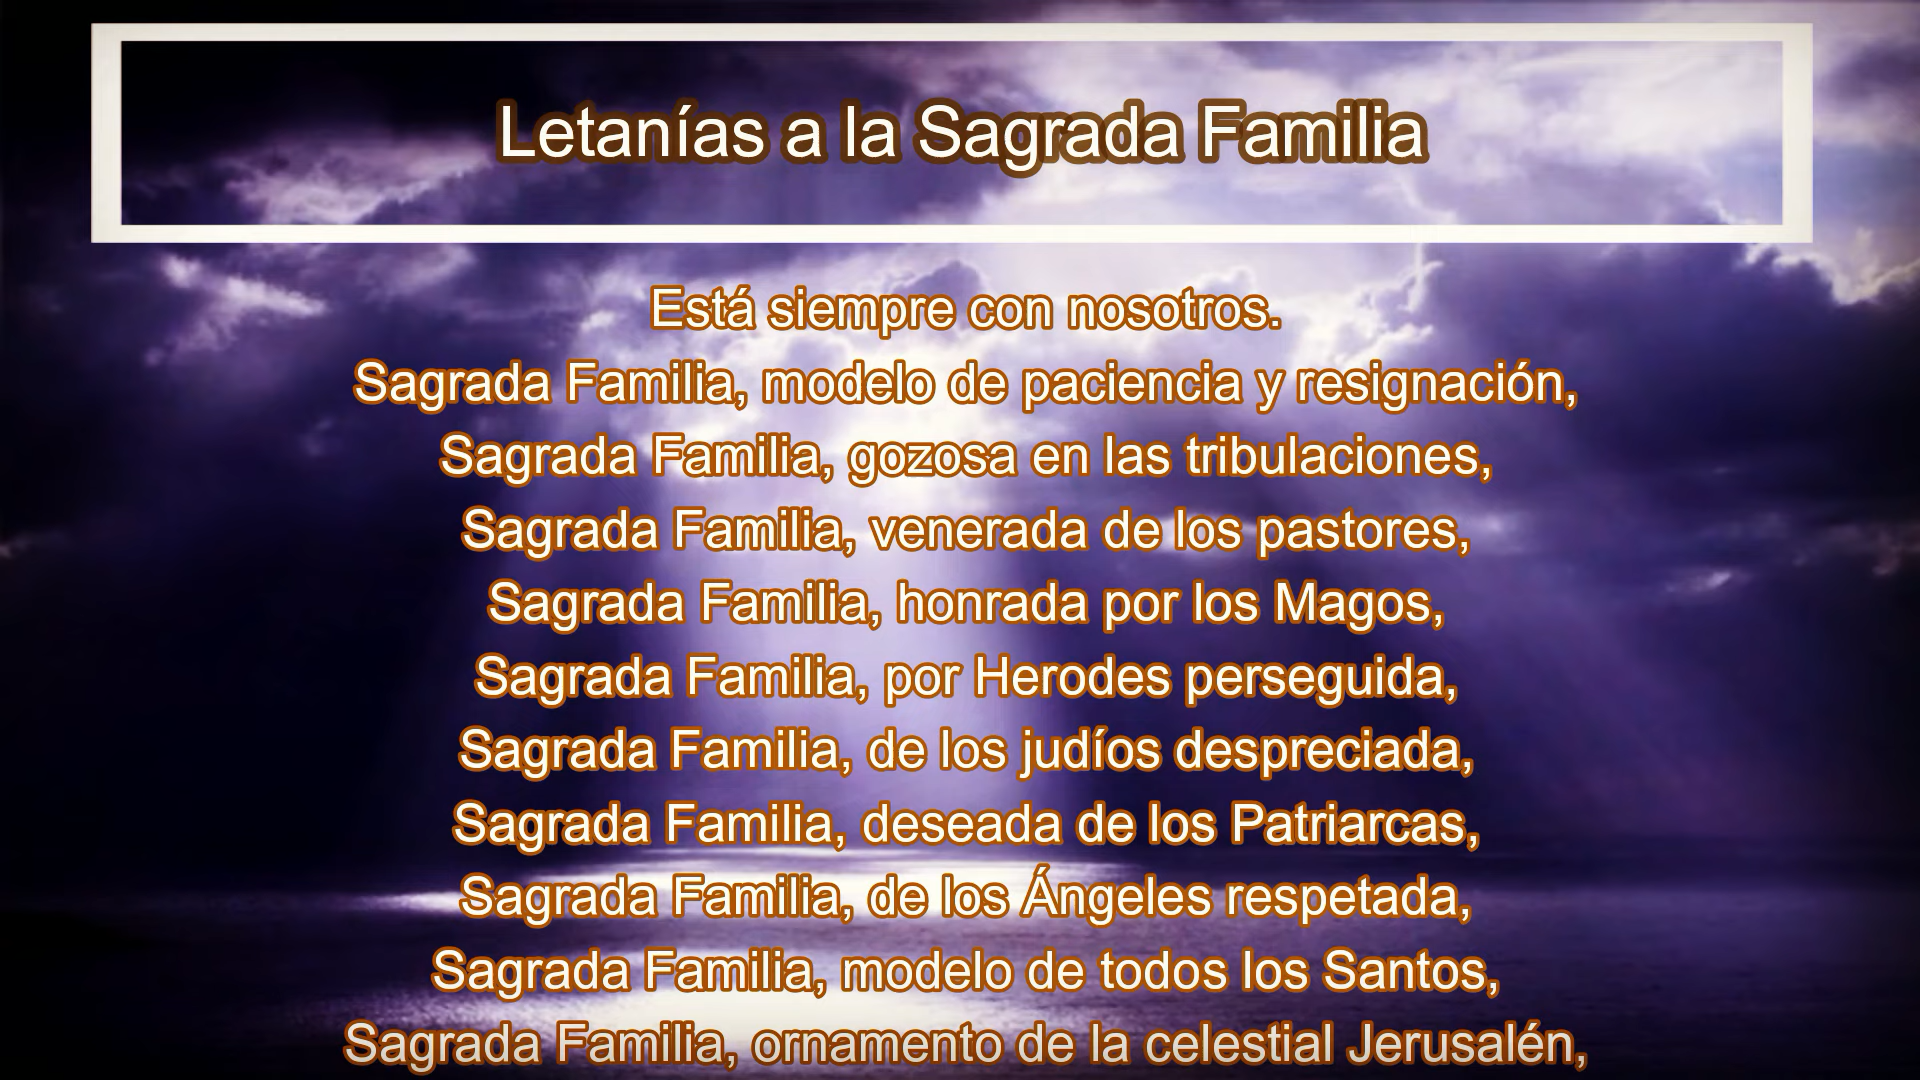 Letanías a la Sagrada Familia
Está siempre con nosotros.
Sagrada Familia, modelo de paciencia y resignación,
Sagrada Familia, gozosa en las tribulaciones,
Sagrada Familia, venerada de los pastores,
Sagrada Familia, honrada por los Magos,
Sagrada Familia, por Herodes perseguida,
Sagrada Familia, de los judíos despreciada,
Sagrada Familia, deseada de los Patriarcas,
Sagrada Familia, de los Ángeles respetada,
Sagrada Familia, modelo de todos los Santos,
Sagrada Familia, ornamento de la celestial Jerusalén,